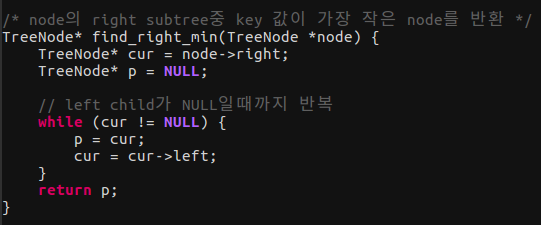 /* node의 right subtree중 key 값이 가장 작은 node를 반환 */
TreeNode* find_right_min(TreeNode *node) {
    TreeNode* cur = node->right;
    TreeNode* p = NULL;

    // left child가 NULL일때까지 반복
    while (cur != NULL) {
        p = cur;
        cur = cur->left;
    }
    return p;
}